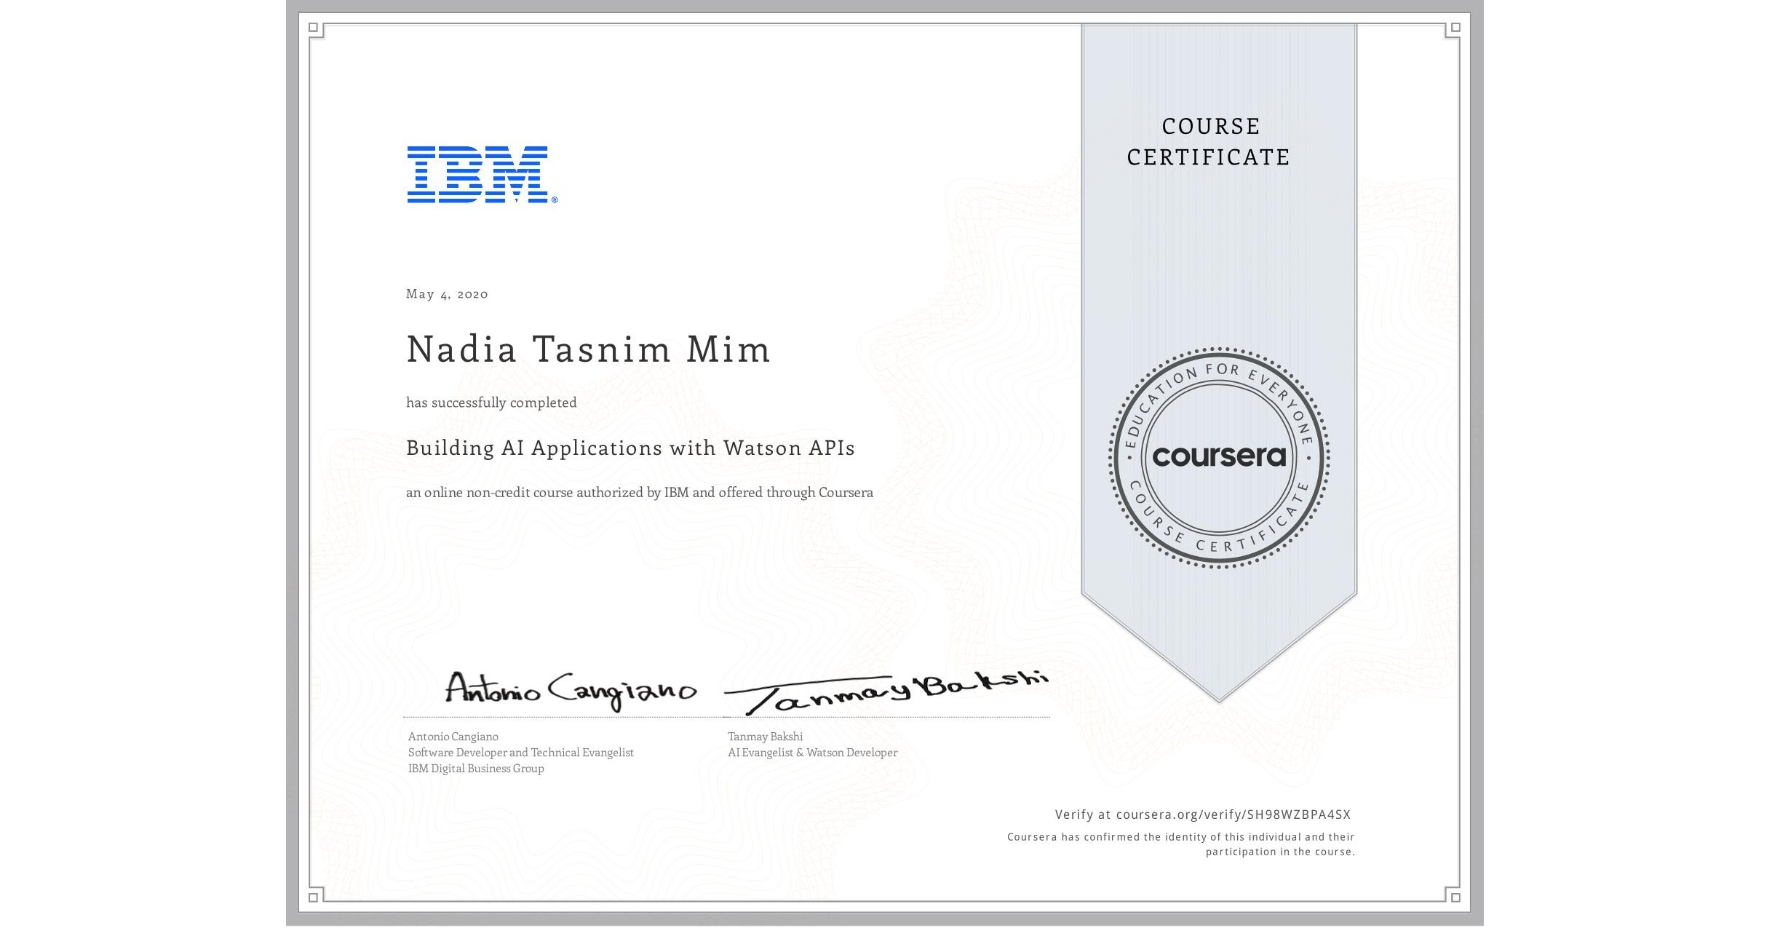 IBM®
COURSE
CERTIFICATE
May 4, 2020
Nadia Tasnim Mim
has successfully completed
Building AI Applications with Watson APIs
an online non-credit course authorized by IBM and offered through Coursera
EDUCATION FOR EVERYONE
coursera
COURSE CERTIFICATE
Antonio Cangiano
Tanmay Bakshi
Antonio Cangiano
Software Developer and Technical Evangelist
IBM Digital Business Group
Tanmay Bakshi
AI Evangelist & Watson Developer
Verify at coursera.org/verify/SH98WZBPA4SX
Coursera has confirmed the identity of this individual and their
participation in the course.